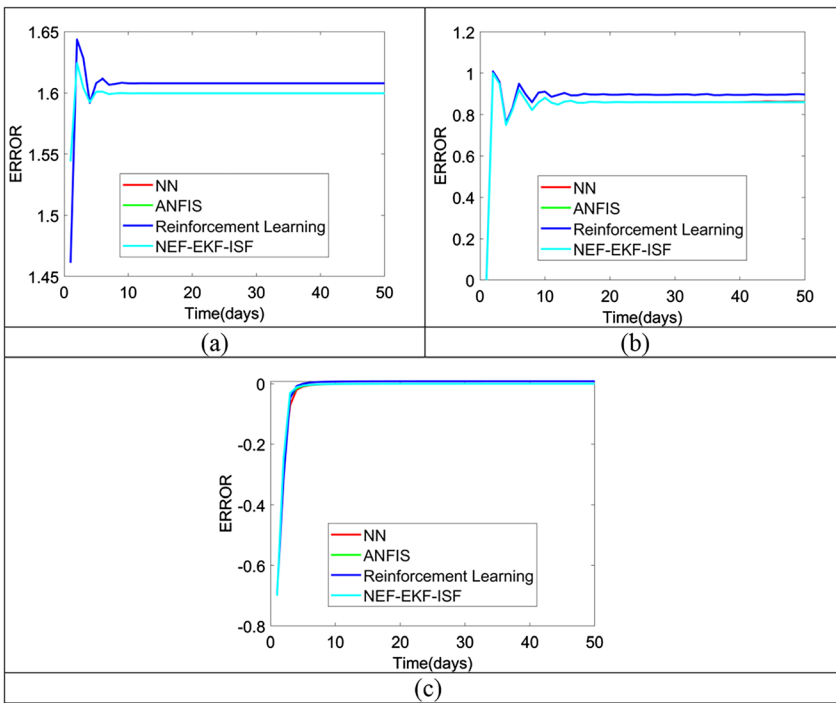 1.65
1.6
1.55
1.5
1.45
ERROR
NN
ANFIS
Reinforcement Learning
NEF-EKF-ISF
0 10 20 30 40 50
Time(days)
(a)
1.2
1
0.8
0.6
0.4
0.2
0
ERROR
NN
ANFIS
Reinforcement Learning
NEF-EKF-ISF
0 10 20 30 40 50
Time(days)
(b)
0
-0.2
-0.4
-0.6
-0.8
ERROR
NN
ANFIS
Reinforcement Learning
NEF-EKF-ISF
0 10 20 30 40 50
Time(days)
(c)